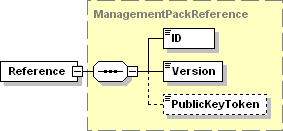 ManagementPackReference
ID
Reference
Version
PublicKeyToken